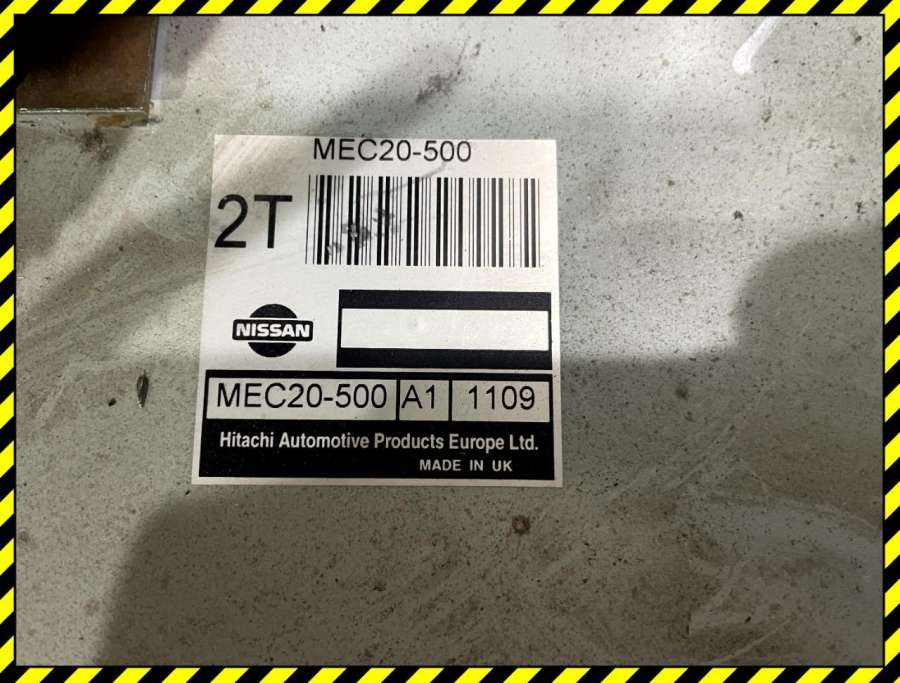 MEC20-500
2T
NISSAN
MEC20-500 A1 1109
Hitachi Automotive Products Europe Ltd.
MADE IN UK